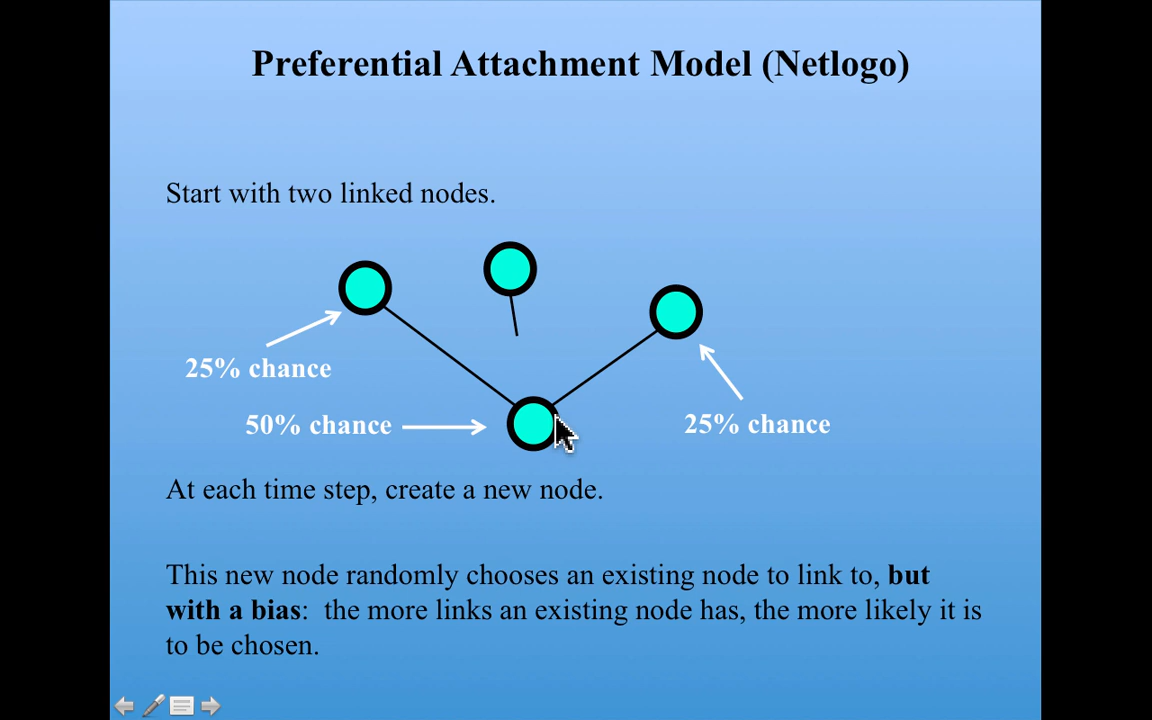 Preferential Attachment Model (Netlogo)
Start with two linked nodes.
25% chance
50% chance
25% chance
At each time step, create a new node.
This new node randomly chooses an existing node to link to, but
with a bias:  the more links an existing node has, the more likely it is
to be chosen.